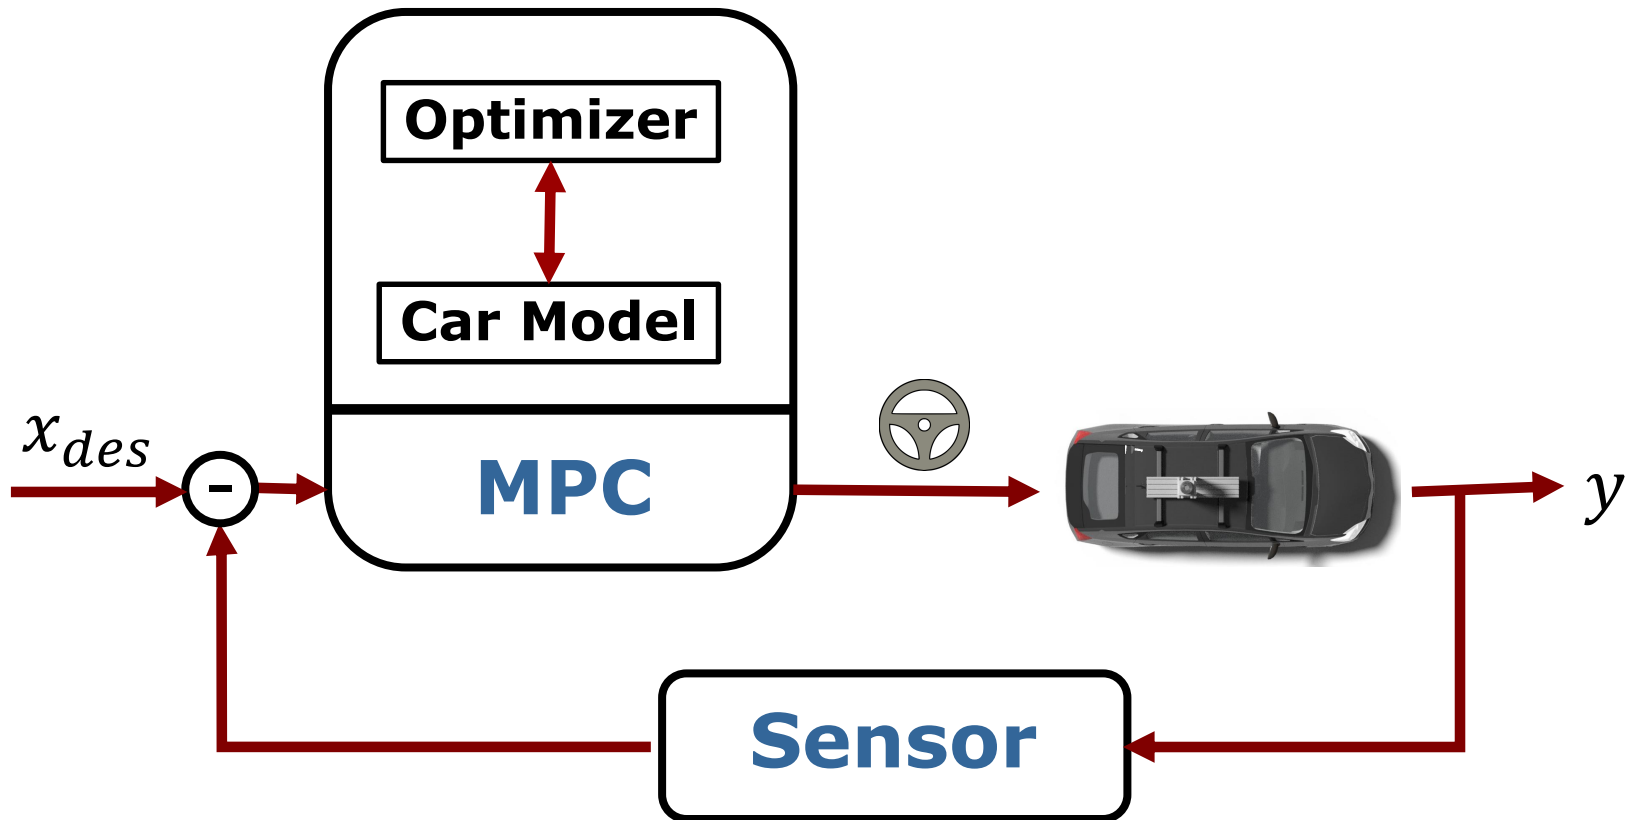 Optimizer
Car Model
x_des
-
MPC
y
Sensor